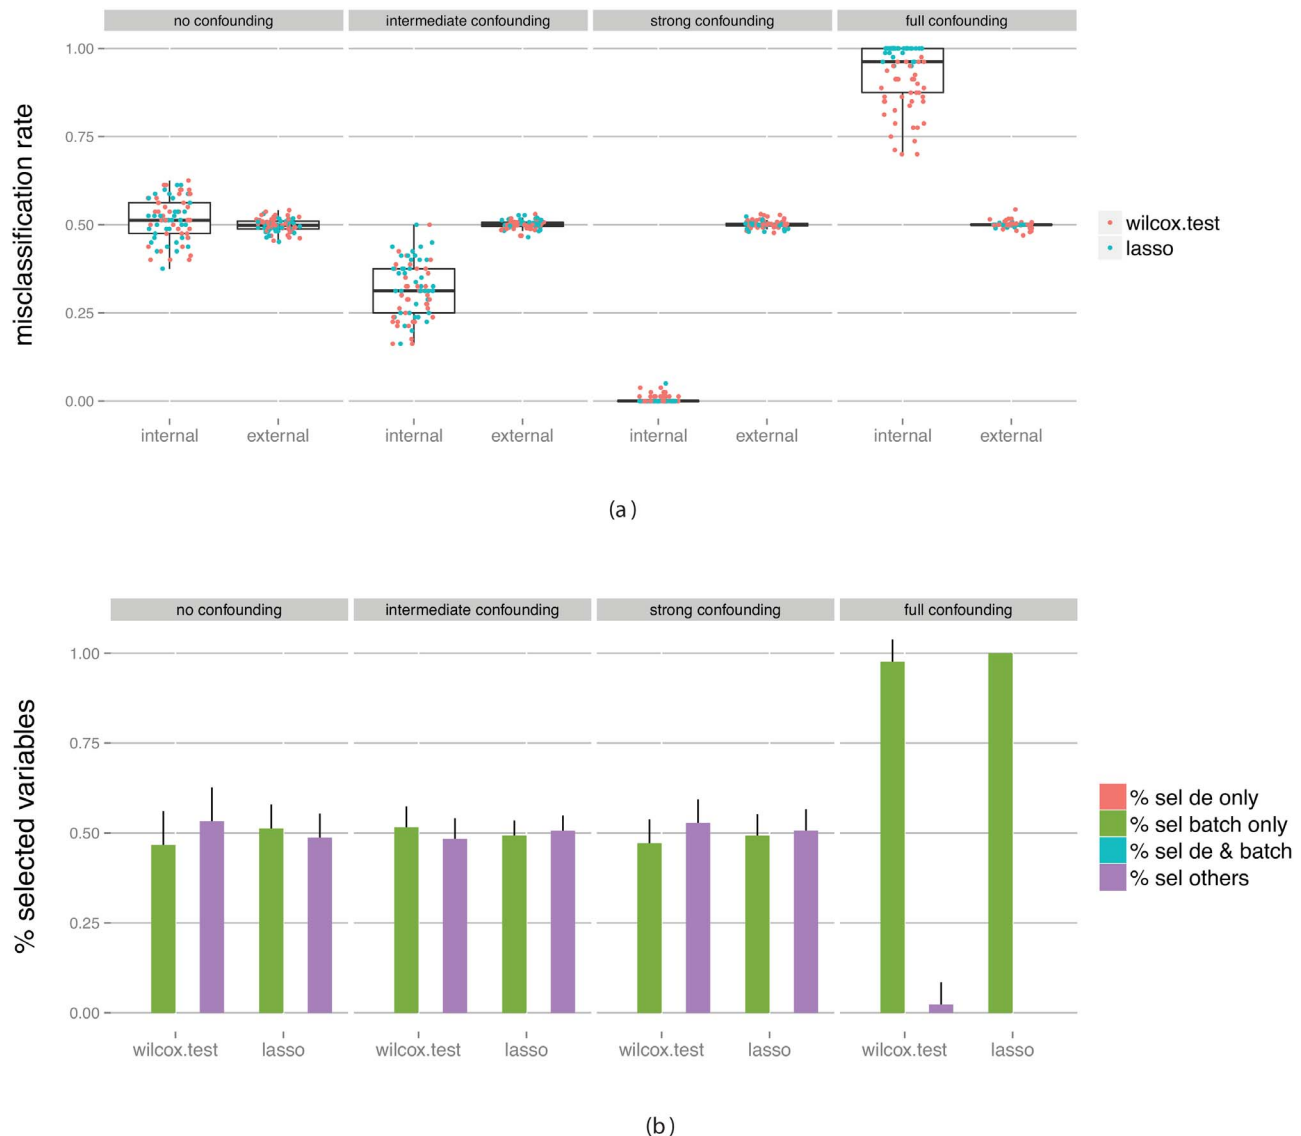 no confounding intermediate confounding strong confounding full confounding
1.00
0.75
0.50
0.25
0.00
misclassification rate
internal external internal external internal external internal external
wilcox.test
lasso
(a)
no confounding intermediate confounding strong confounding full confounding
1.00
0.75
0.50
0.25
0.00
% selected variables
wilcox.test lasso wilcox.test lasso wilcox.test lasso wilcox.test lasso
% sel de only
% sel batch only
% sel de & batch
% sel others
(b)